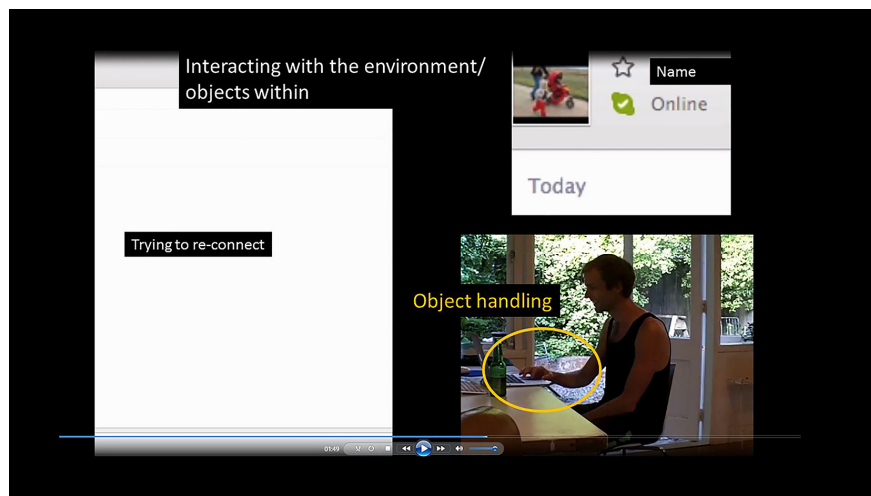 Interacting with the environment/
objects within
Name
Online
Today
Trying to re-connect
Object handling
01:49